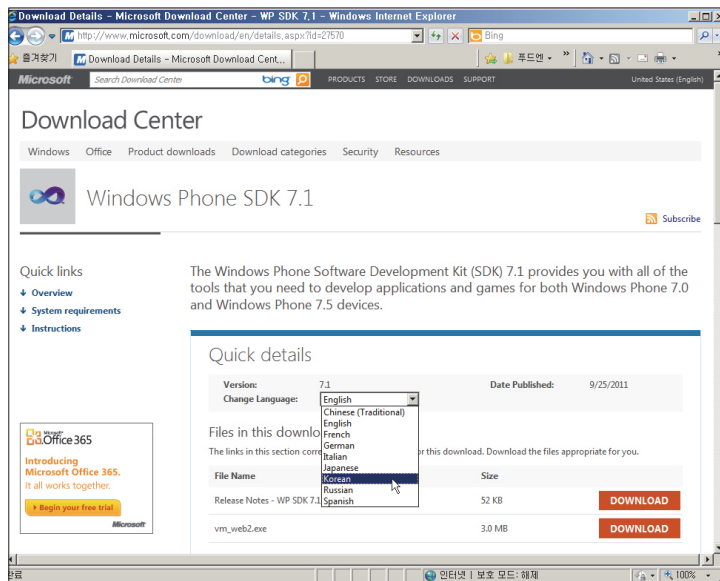 Download Details - Microsoft Download Center - WP SDK 7.1 - Windows Internet Explorer
http://www.microsoft.com/download/en/details.aspx?id=27570
Bing
즐겨찾기
Download Details - Microsoft Download Cent...
푸드엔
Microsoft
Search Download Center
bing
PRODUCTS STORE DOWNLOADS SUPPORT
United States (English)
Download Center
Windows Office Product downloads Download categories Security Resources
Windows Phone SDK 7.1
Subscribe
Quick links
Overview
System requirements
Instructions
The Windows Phone Software Development Kit (SDK) 7.1 provides you with all of the
tools that you need to develop applications and games for both Windows Phone 7.0
and Windows Phone 7.5 devices.
Quick details
Version: 7.1 Date Published: 9/25/2011
Change Language: English
Chinese (Traditional)
English
French
German
Italian
Japanese
Korean
Russian
Spanish
Files in this downlo
The links in this section corre
or this download. Download the files appropriate for you.
File Name Size
Release Notes - WP SDK 7.1 52 KB DOWNLOAD
vm_web2.exe 3.0 MB DOWNLOAD
Microsoft
Office 365
Introducing
Microsoft Office 365.
It all works together.
Begin your free trial
Microsoft
완료
인터넷 | 보호 모드: 해제
100%